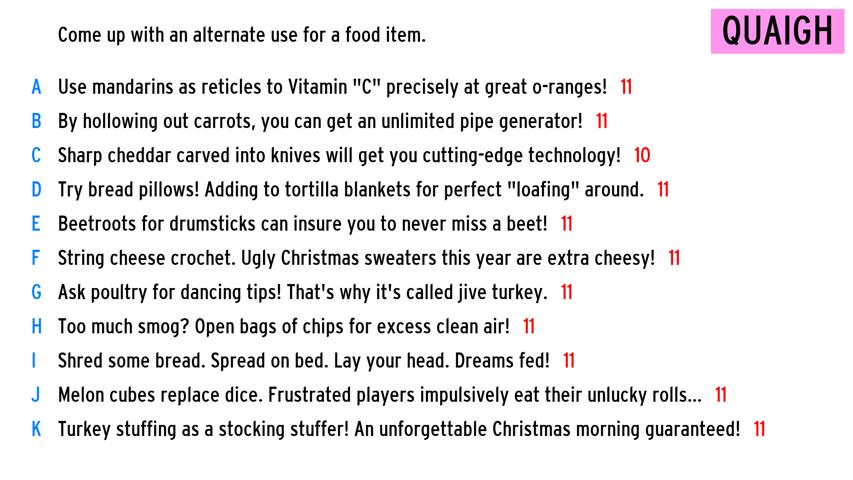 Come up with an alternate use for a food item.
QUAIGH
A Use mandarins as reticles to Vitamin "C" precisely at great o-ranges! 11
B By hollowing out carrots, you can get an unlimited pipe generator! 11
C Sharp cheddar carved into knives will get you cutting-edge technology! 10
D Try bread pillows! Adding to tortilla blankets for perfect "loafing" around. 11
E Beetroots for drumsticks can insure you to never miss a beet! 11
F String cheese crochet. Ugly Christmas sweaters this year are extra cheesy! 11
G Ask poultry for dancing tips! That's why it's called jive turkey. 11
H Too much smog? Open bags of chips for excess clean air! 11
I Shred some bread. Spread on bed. Lay your head. Dreams fed! 11
J Melon cubes replace dice. Frustrated players impulsively eat their unlucky rolls... 11
K Turkey stuffing as a stocking stuffer! An unforgettable Christmas morning guaranteed! 11